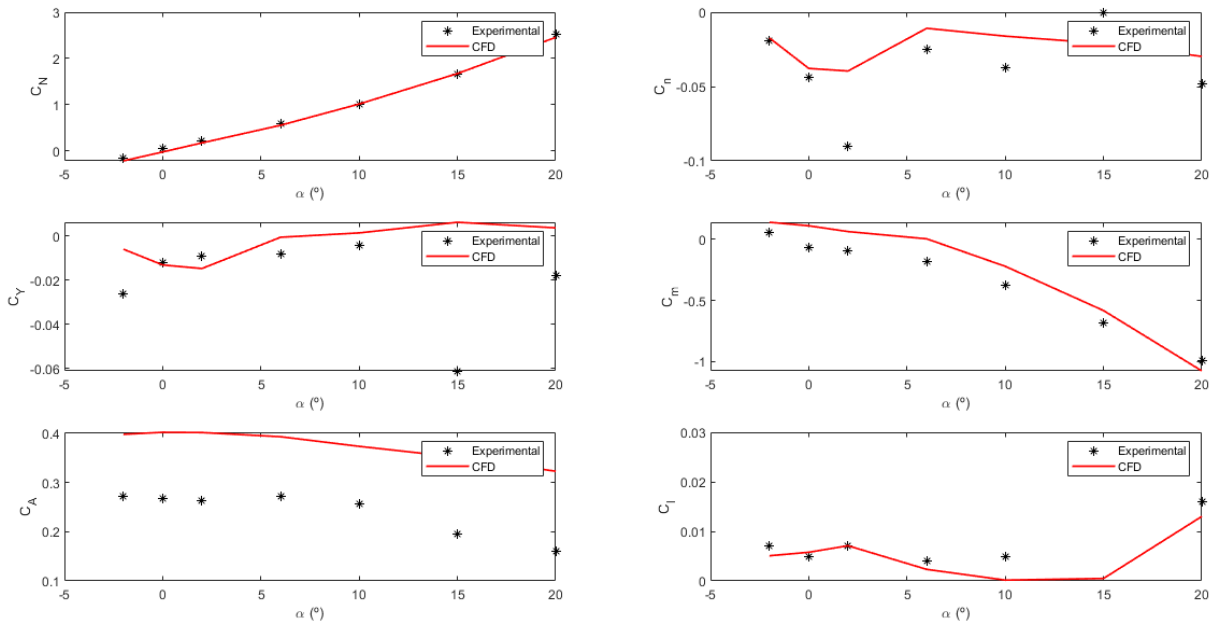 3
2
1
0
-5
0
5
10
15
20
C_N
α (º)
Experimental
CFD
0
-0.05
-0.1
-5
0
5
10
15
20
C_n
α (º)
Experimental
CFD
0
-0.02
-0.04
-0.06
-5
0
5
10
15
20
C_Y
α (º)
Experimental
CFD
0
-0.5
-1
-5
0
5
10
15
20
C_m
α (º)
Experimental
CFD
0.4
0.3
0.2
0.1
-5
0
5
10
15
20
C_A
α (º)
Experimental
CFD
0.03
0.02
0.01
0
-5
0
5
10
15
20
C_l
α (º)
Experimental
CFD